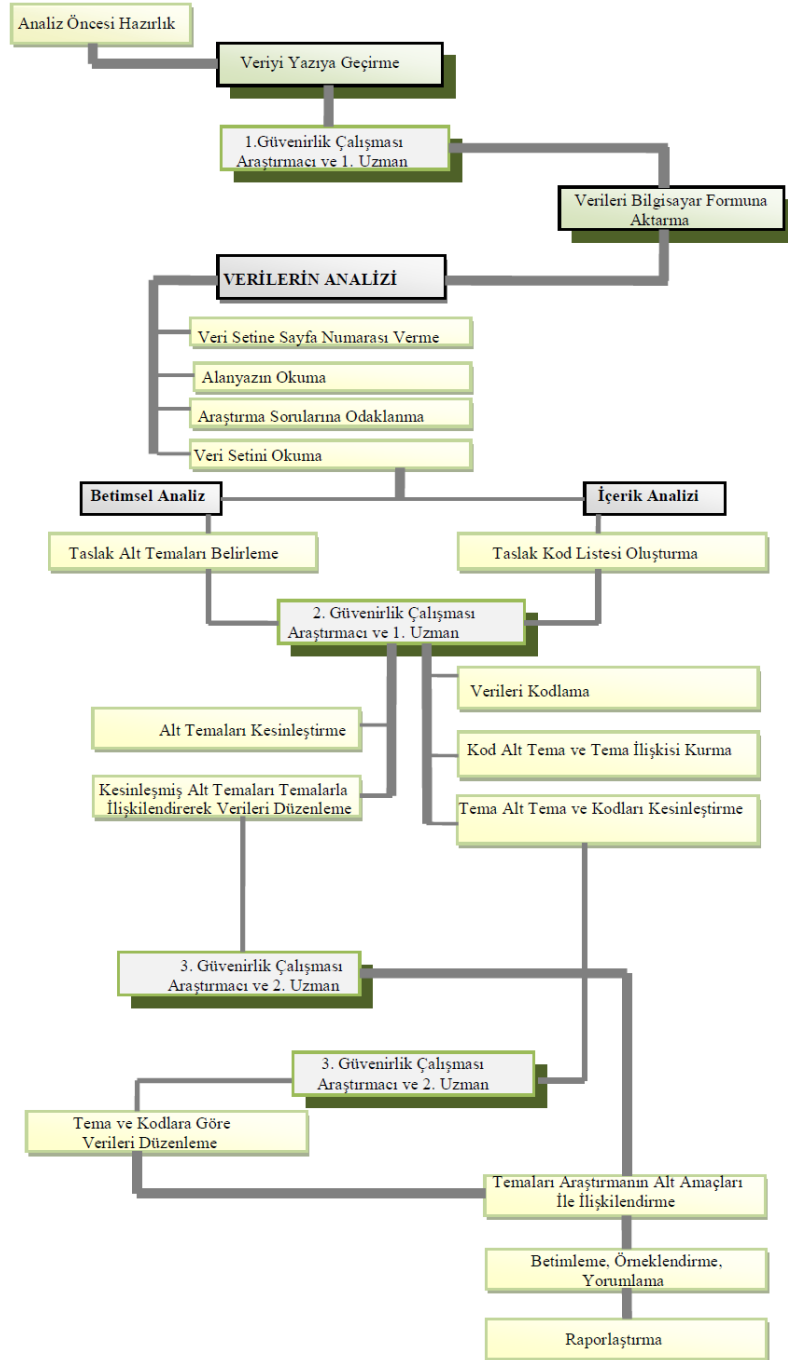 Analiz Öncesi Hazırlık
Veriyi Yazıya Geçirme
1.Güvenirlik Çalışması
Araştırmacı ve 1. Uzman
Verileri Bilgisayar Formuna
Aktarma
VERİLERİN ANALİZİ
Veri Setine Sayfa Numarası Verme
Alanyazın Okuma
Araştırma Sorularına Odaklanma
Veri Setini Okuma
Betimsel Analiz
İçerik Analizi
Taslak Alt Temaları Belirleme
Taslak Kod Listesi Oluşturma
2. Güvenirlik Çalışması
Araştırmacı ve 1. Uzman
Verileri Kodlama
Alt Temaları Kesinleştirme
Kod Alt Tema ve Tema İlişkisi Kurma
Kesinleşmiş Alt Temaları Temalarla
İlişkilendirerek Verileri Düzenleme
Tema Alt Tema ve Kodları Kesinleştirme
3. Güvenirlik Çalışması
Araştırmacı ve 2. Uzman
3. Güvenirlik Çalışması
Araştırmacı ve 2. Uzman
Tema ve Kodlara Göre
Verileri Düzenleme
Temaları Araştırmanın Alt Amaçları
İle İlişkilendirme
Betimleme, Örneklendirme,
Yorumlama
Raporlaştırma